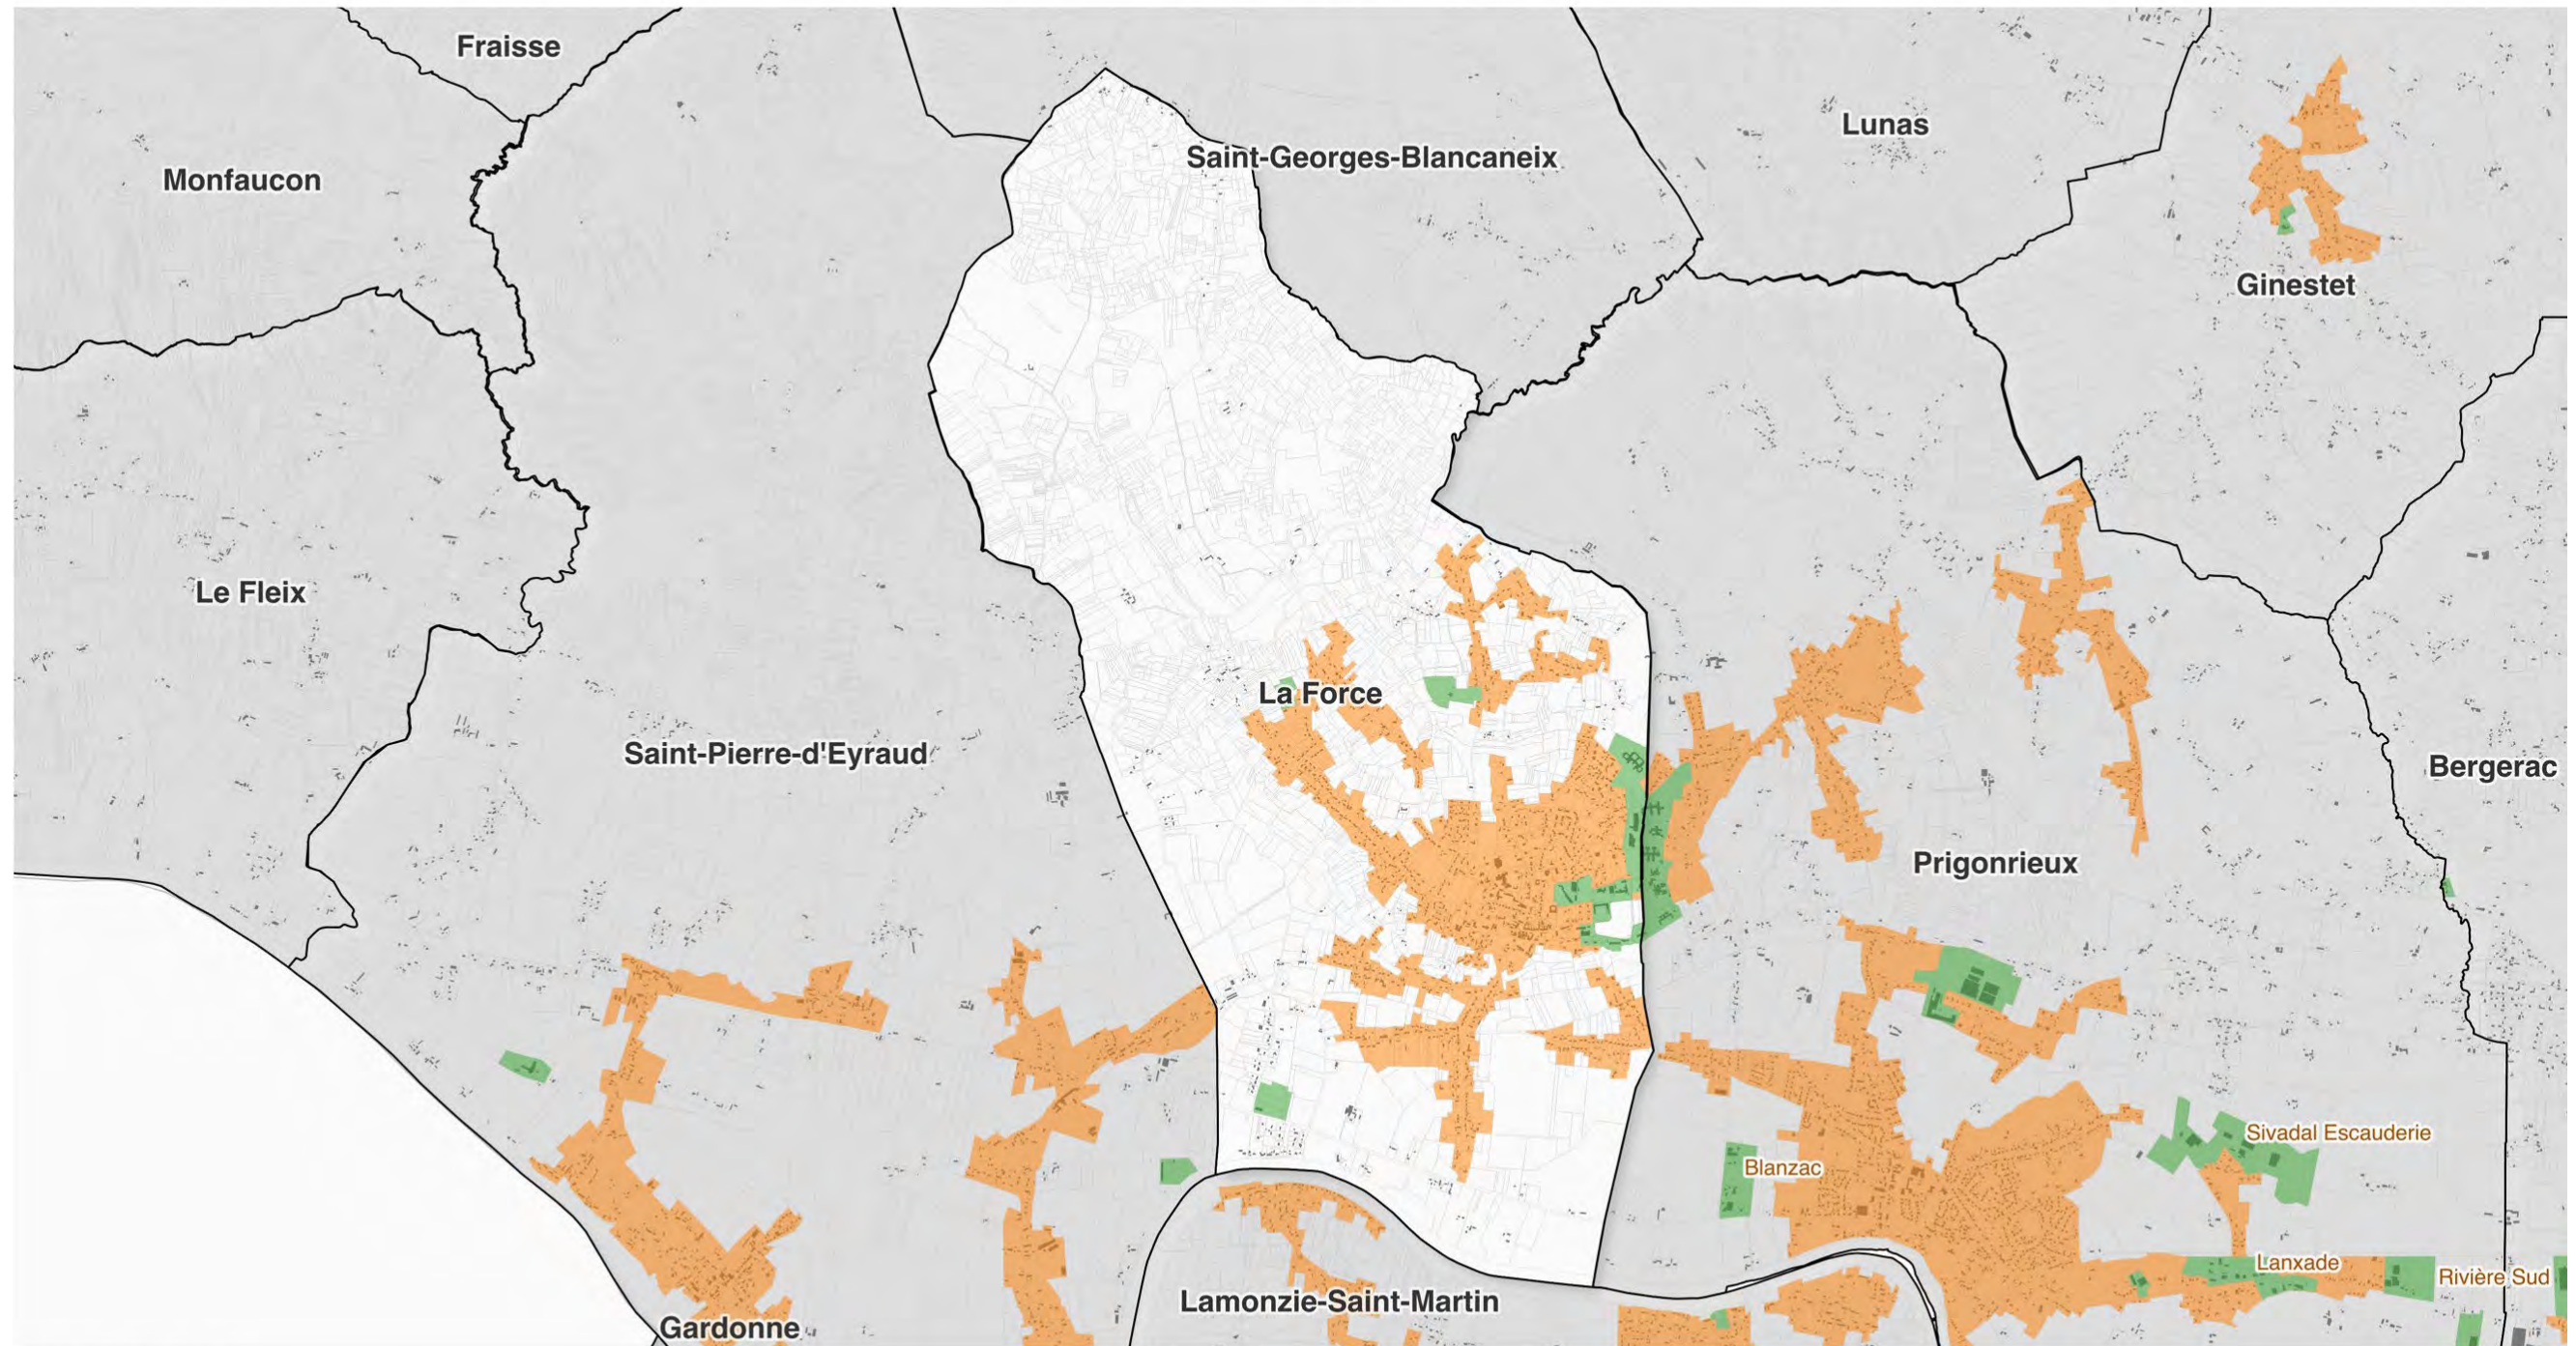 Fraisse
Lunas
Saint-Georges-Blancaneix
Monfaucon
Ginestet
Le Fleix
La Force
Saint-Pierre-d'Eyraud
Bergerac
Prigonrieux
Sivadal Escauderie
Blanzac
Lanxade
Rivière Sud
Lamonzie-Saint-Martin
Gardonne